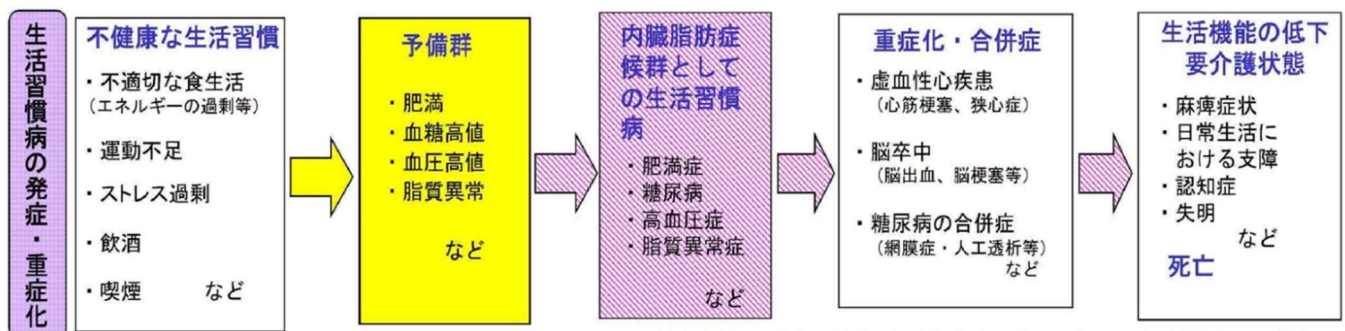 生活習慣病の発症・重症化
不健康な生活習慣
・不適切な食生活
（エネルギーの過剰等）
・運動不足
・ストレス過剰
・飲酒
・喫煙　　など
予備群
・肥満
・血糖高値
・血圧高値
・脂質異常
など
内臓脂肪症
候群として
の生活習慣
病
・肥満症
・糖尿病
・高血圧症
・脂質異常症
など
重症化・合併症
・虚血性心疾患
（心筋梗塞、狭心症）
・脳卒中
（脳出血、脳梗塞等）
・糖尿病の合併症
（網膜症・人工透析等）
など
生活機能の低下
要介護状態
・麻痺症状
・日常生活に
おける支障
・認知症
・失明
など
死亡